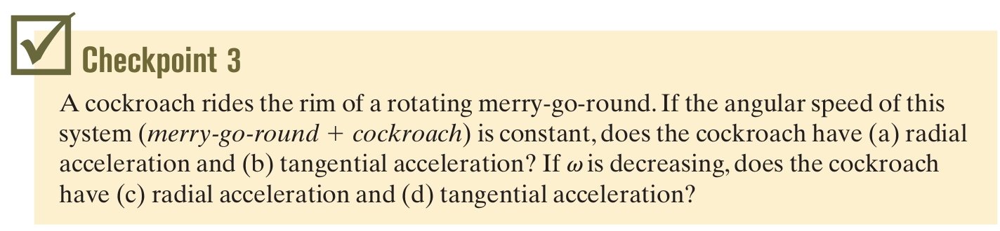 Checkpoint 3
A cockroach rides the rim of a rotating merry-go-round. If the angular speed of this
system (merry-go-round + cockroach) is constant, does the cockroach have (a) radial
acceleration and (b) tangential acceleration? If ω is decreasing, does the cockroach
have (c) radial acceleration and (d) tangential acceleration?